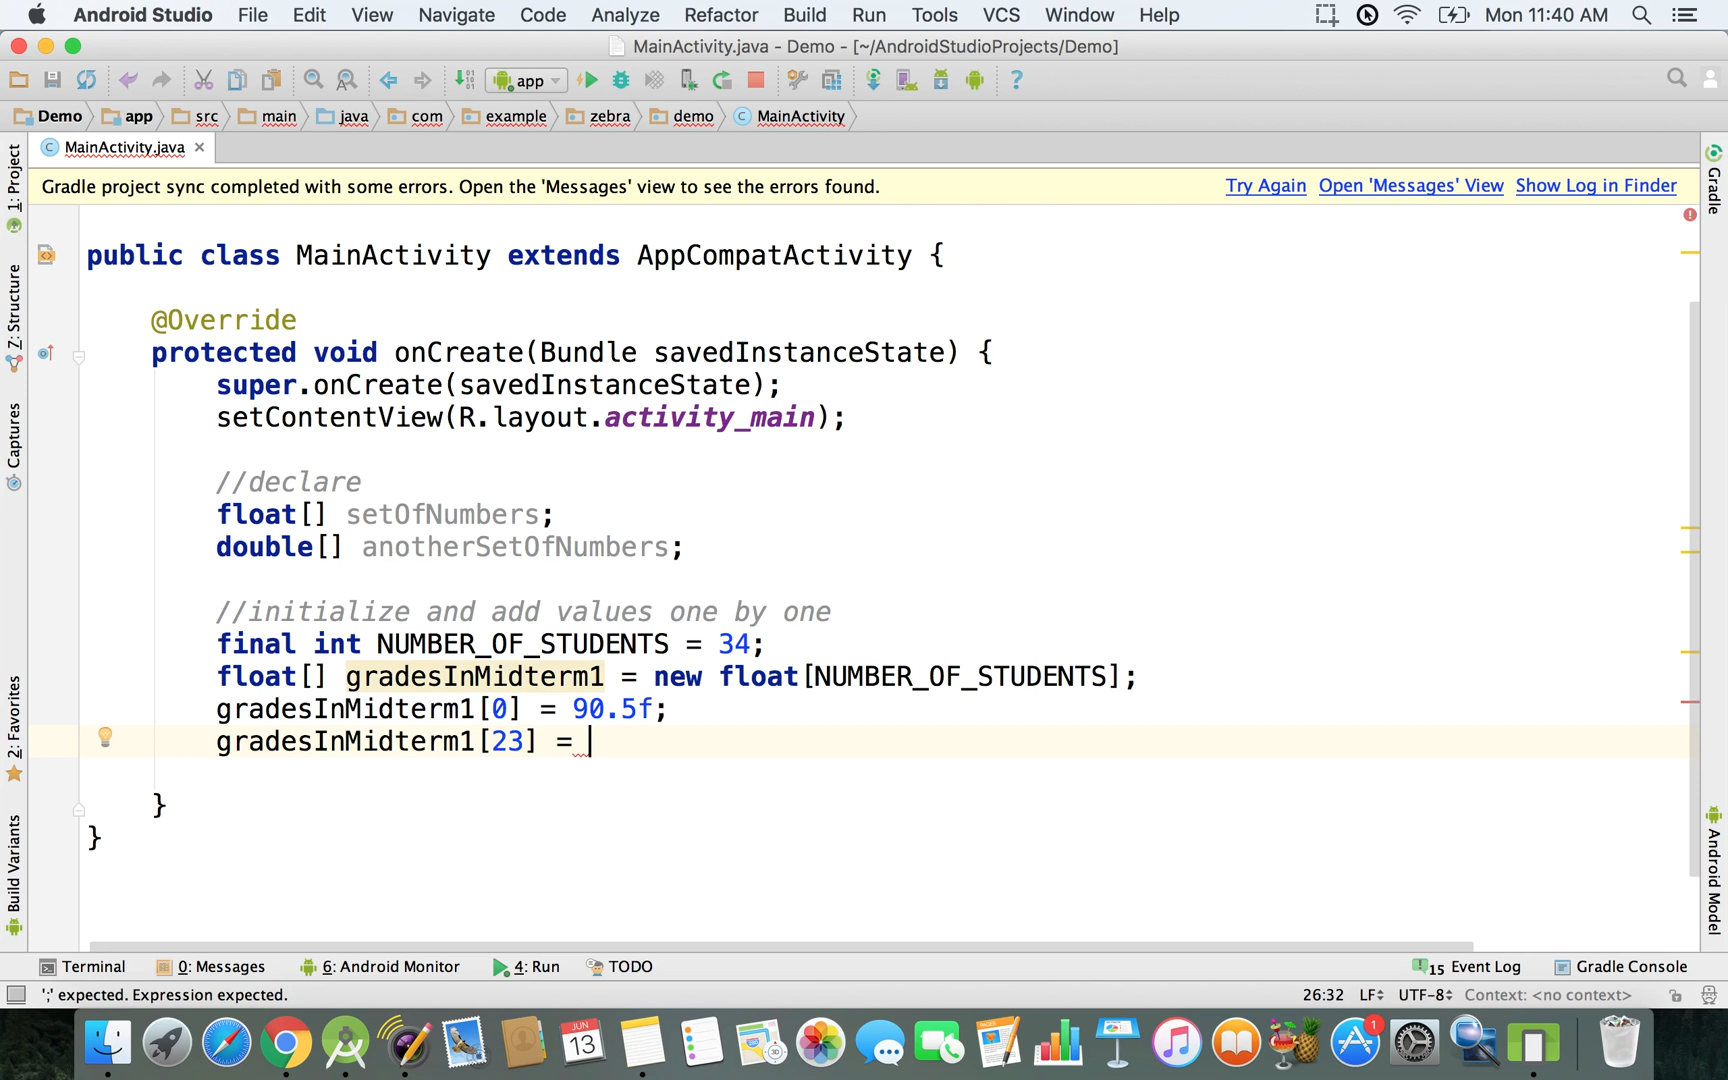 Android Studio File Edit View Navigate Code Analyze Refactor Build Run Tools VCS Window Help Mon 11:40 AM
MainActivity.java - Demo - [~/AndroidStudioProjects/Demo]
app
Demo app src main java com example zebra demo MainActivity
MainActivity.java
Gradle project sync completed with some errors. Open the 'Messages' view to see the errors found. Try Again Open 'Messages' View Show Log in Finder
public class MainActivity extends AppCompatActivity {
@Override
protected void onCreate(Bundle savedInstanceState) {
super.onCreate(savedInstanceState);
setContentView(R.layout.activity_main);
//declare
float[] setOfNumbers;
double[] anotherSetOfNumbers;
//initialize and add values one by one
final int NUMBER_OF_STUDENTS = 34;
float[] gradesInMidterm1 = new float[NUMBER_OF_STUDENTS];
gradesInMidterm1[0] = 90.5f;
gradesInMidterm1[23] =
}
}
1: Project
7: Structure
Captures
2: Favorites
Build Variants
Gradle
Android Model
Terminal 0: Messages 6: Android Monitor 4: Run TODO 15 Event Log Gradle Console
';' expected. Expression expected. 26:32 LF UTF-8 Context: <no context>
JUN
13
3D
1